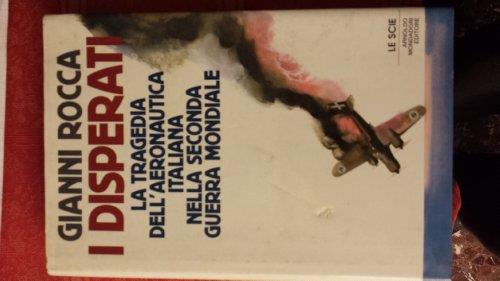 GIANNI ROCCA
I DISPERATI
LA TRAGEDIA
DELL'AERONAUTICA
ITALIANA
NELLA SECONDA
GUERRA MONDIALE
LE SCIE
ARNOLDO
MONDADORI
EDITORE